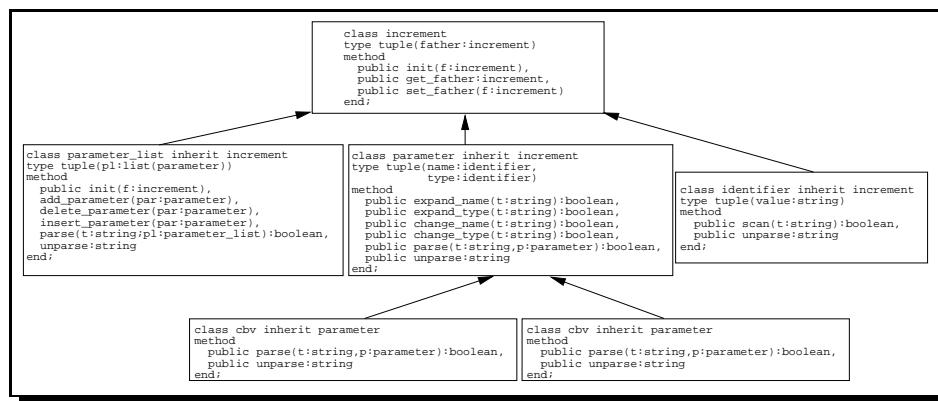 class increment
type tuple(father:increment)
method
public init(f:increment),
public get_father:increment,
public set_father(f:increment)
end;
class parameter_list inherit increment
type tuple(pl:list(parameter))
method
public init(f:increment),
add_parameter(par:parameter),
delete_parameter(par:parameter),
insert_parameter(par:parameter),
parse(t:string;pl:parameter_list):boolean,
unparse:string
end;
class parameter inherit increment
type tuple(name:identifier,
type:identifier)
method
public expand_name(t:string):boolean,
public expand_type(t:string):boolean,
public change_name(t:string):boolean,
public change_type(t:string):boolean,
public parse(t:string,p:parameter):boolean,
public unparse:string
end;
class identifier inherit increment
type tuple(value:string)
method
public scan(t:string):boolean,
public unparse:string
end;
class cbv inherit parameter
method
public parse(t:string,p:parameter):boolean,
public unparse:string
end;
class cbv inherit parameter
method
public parse(t:string,p:parameter):boolean,
public unparse:string
end;